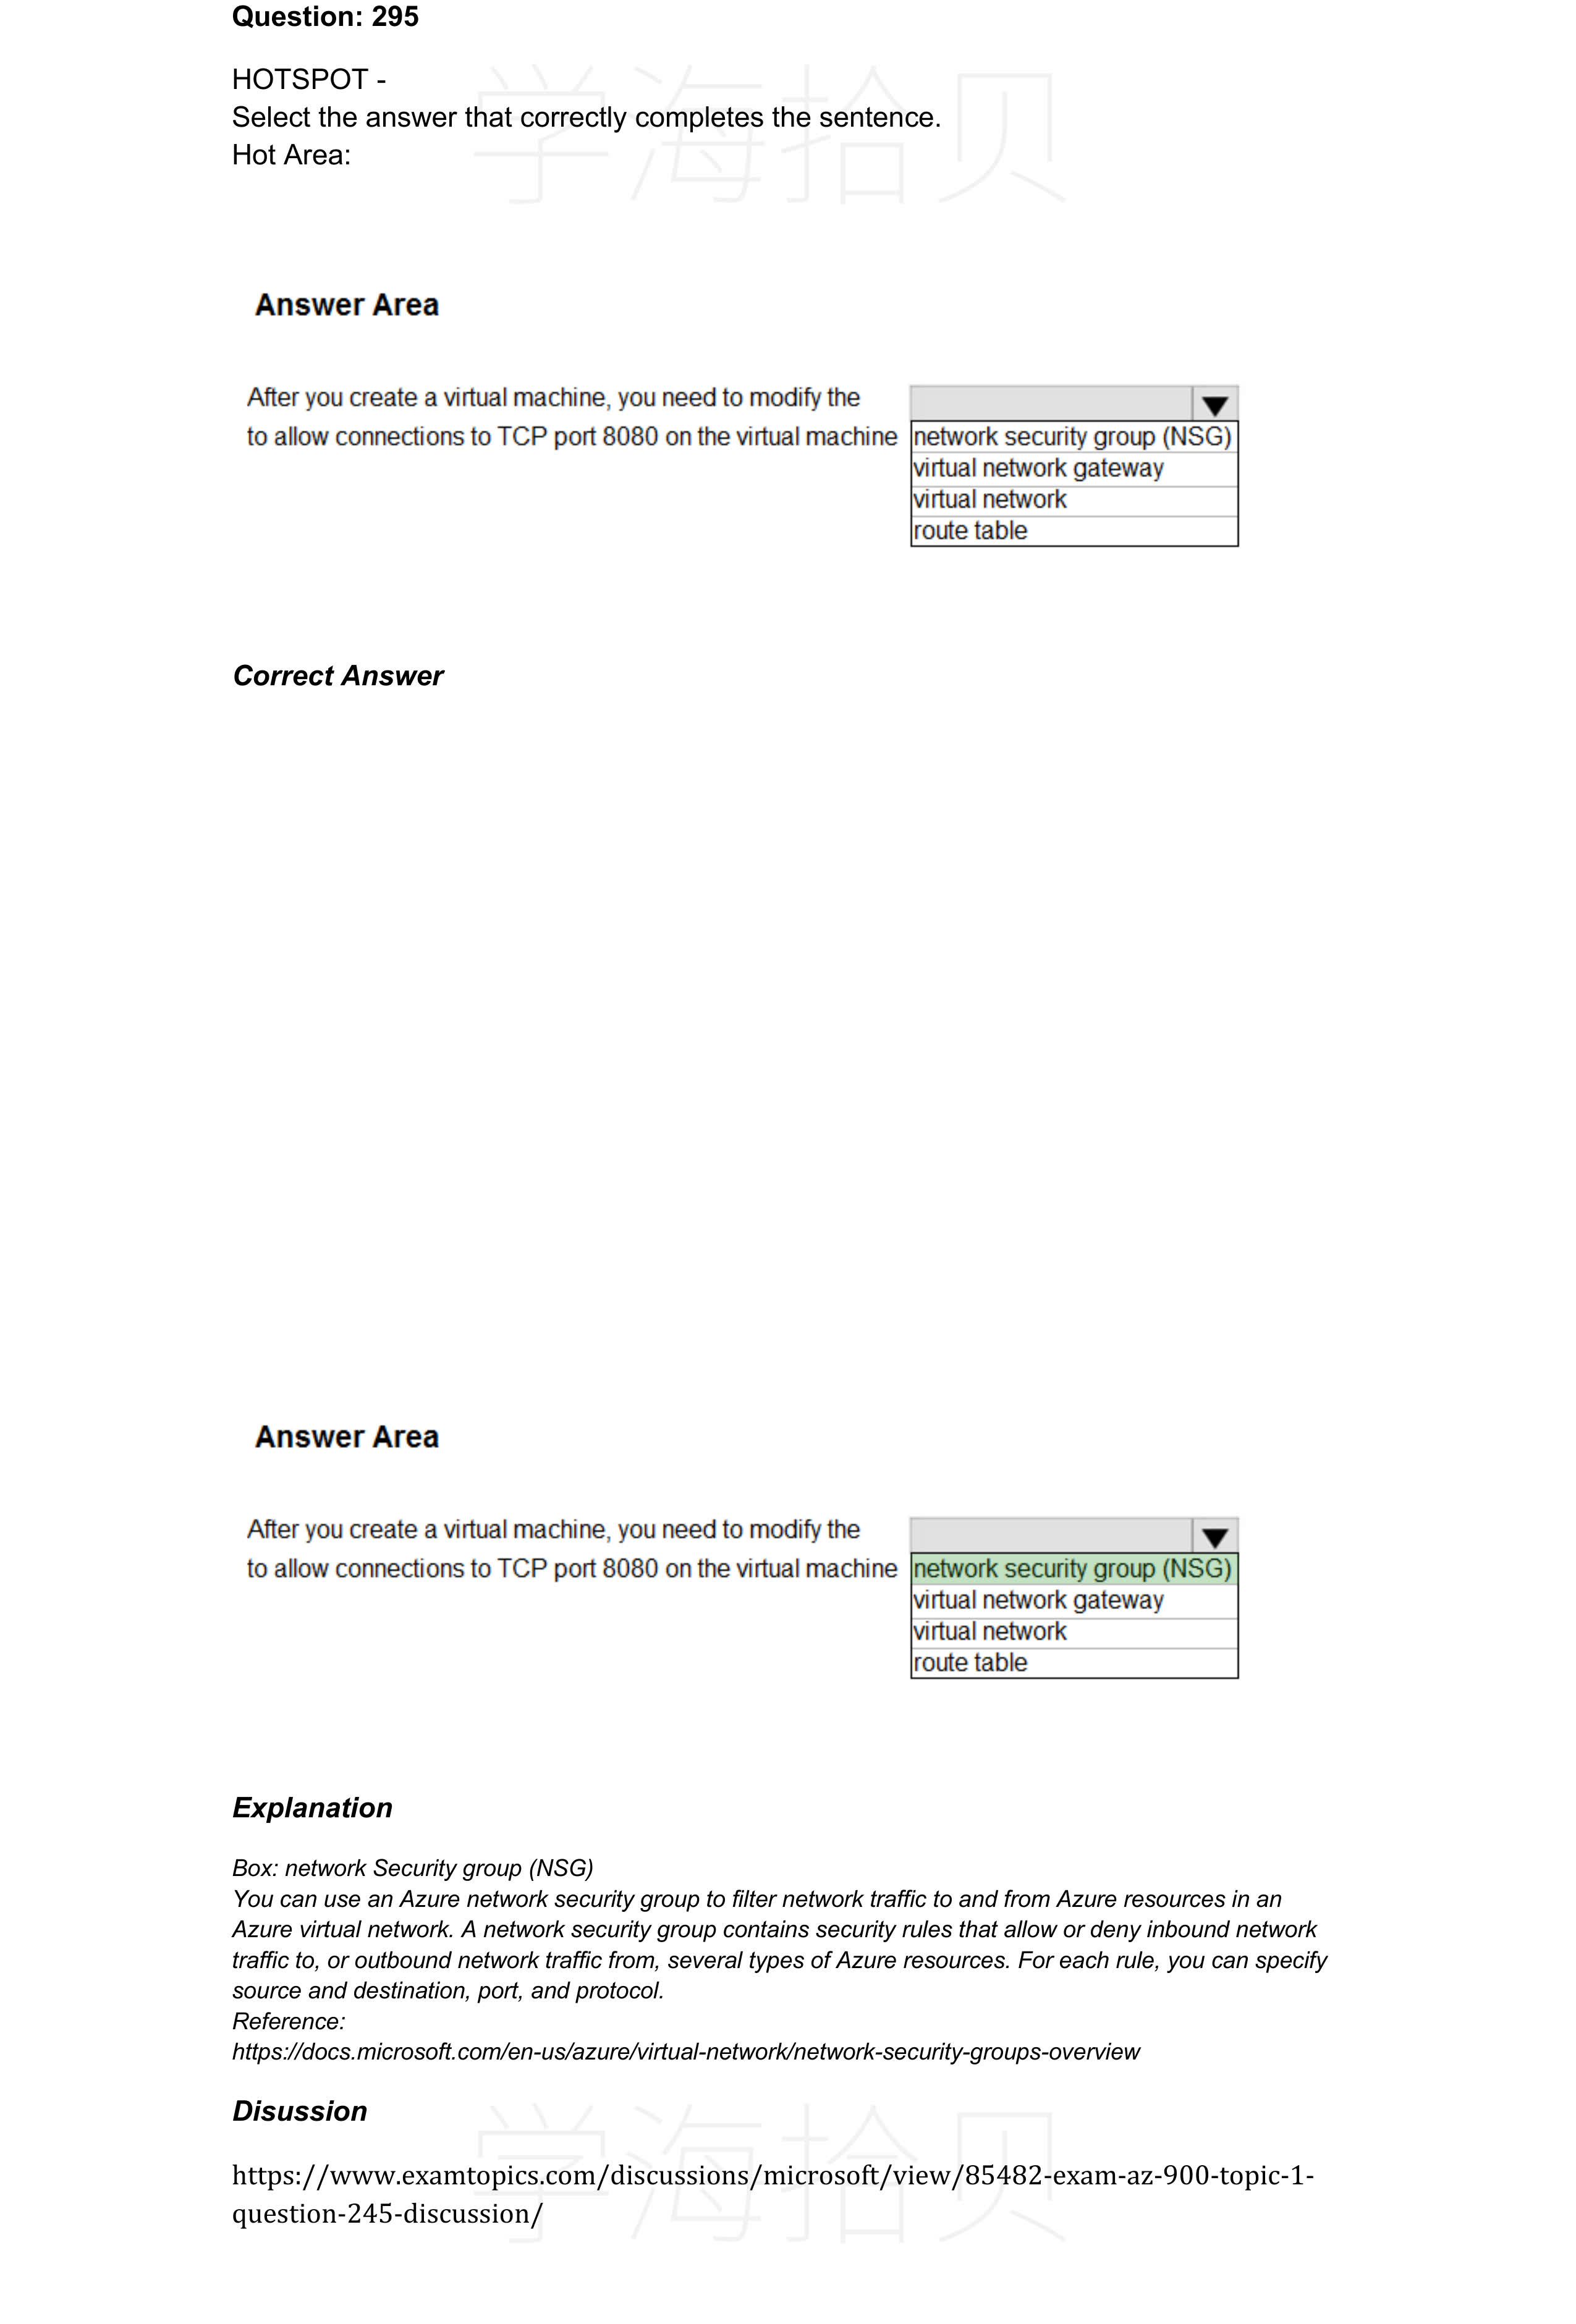 Question: 295
HOTSPOT -
Select the answer that correctly completes the sentence.
Hot Area:
学海拾贝
Answer Area
After you create a virtual machine, you need to modify the
to allow connections to TCP port 8080 on the virtual machine
network security group (NSG)
virtual network gateway
virtual network
route table
Correct Answer
Answer Area
After you create a virtual machine, you need to modify the
to allow connections to TCP port 8080 on the virtual machine
network security group (NSG)
virtual network gateway
virtual network
route table
Explanation
Box: network Security group (NSG)
You can use an Azure network security group to filter network traffic to and from Azure resources in an
Azure virtual network. A network security group contains security rules that allow or deny inbound network
traffic to, or outbound network traffic from, several types of Azure resources. For each rule, you can specify
source and destination, port, and protocol.
Reference:
https://docs.microsoft.com/en-us/azure/virtual-network/network-security-groups-overview
Disussion
学海拾贝
https://www.examtopics.com/discussions/microsoft/view/85482-exam-az-900-topic-1-
question-245-discussion/